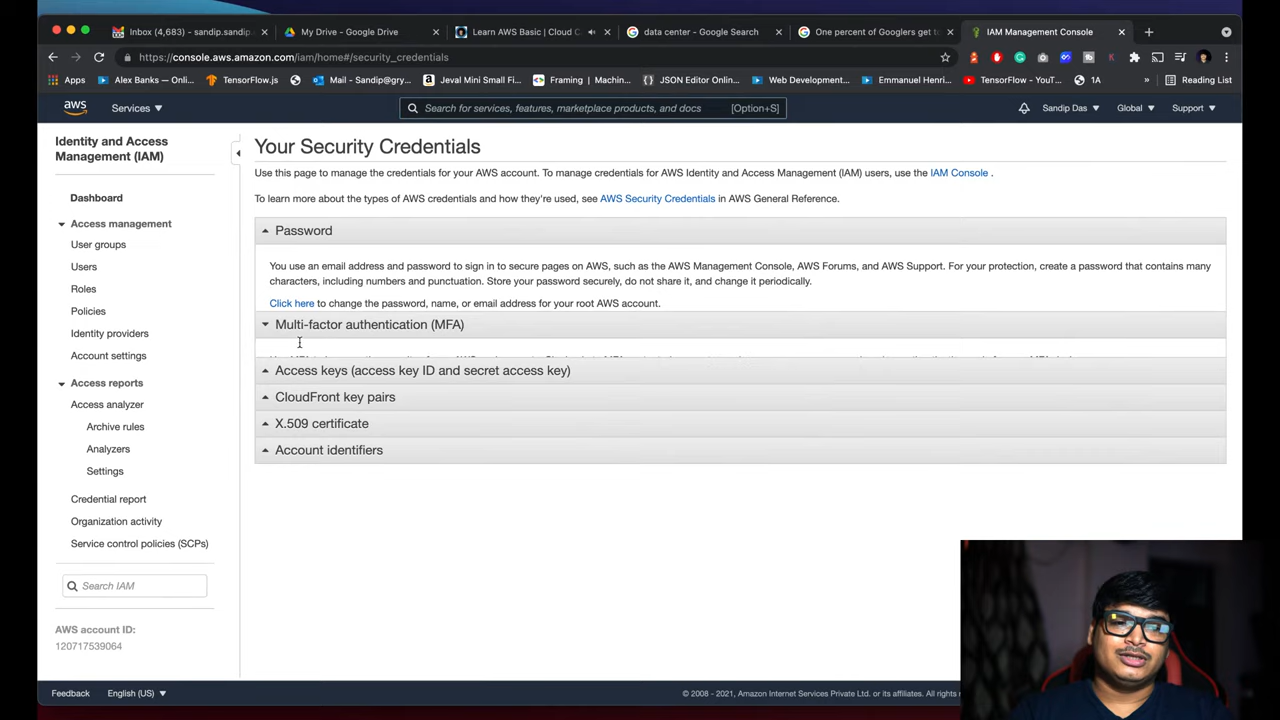 Inbox (4,683) - sandip.sandip.
My Drive - Google Drive
Learn AWS Basic | Cloud C
data center - Google Search
One percent of Googlers get to
IAM Management Console
https://console.aws.amazon.com/iam/home#/security_credentials
Apps
Alex Banks — Onli...
TensorFlow.js
Mail - Sandip@gry...
Jeval Mini Small Fi...
Framing | Machin...
JSON Editor Onlin...
Web Development...
Emmanuel Henri...
TensorFlow - YouT...
1A
»
Reading List
aws
Services
Search for services, features, marketplace products, and docs
[Option+S]
Sandip Das
Global
Support
Identity and Access
Management (IAM)
Dashboard
Access management
User groups
Users
Roles
Policies
Identity providers
Account settings
Access reports
Access analyzer
Archive rules
Analyzers
Settings
Credential report
Organization activity
Service control policies (SCPs)
Search IAM
AWS account ID:
120717539064
Your Security Credentials
Use this page to manage the credentials for your AWS account. To manage credentials for AWS Identity and Access Management (IAM) users, use the IAM Console .
To learn more about the types of AWS credentials and how they're used, see AWS Security Credentials in AWS General Reference.
Password
You use an email address and password to sign in to secure pages on AWS, such as the AWS Management Console, AWS Forums, and AWS Support. For your protection, create a password that contains many
characters, including numbers and punctuation. Store your password securely, do not share it, and change it periodically.
Click here to change the password, name, or email address for your root AWS account.
Multi-factor authentication (MFA)
Access keys (access key ID and secret access key)
CloudFront key pairs
X.509 certificate
Account identifiers
Feedback
English (US)
© 2008 - 2021, Amazon Internet Services Private Ltd. or its affiliates. All rights